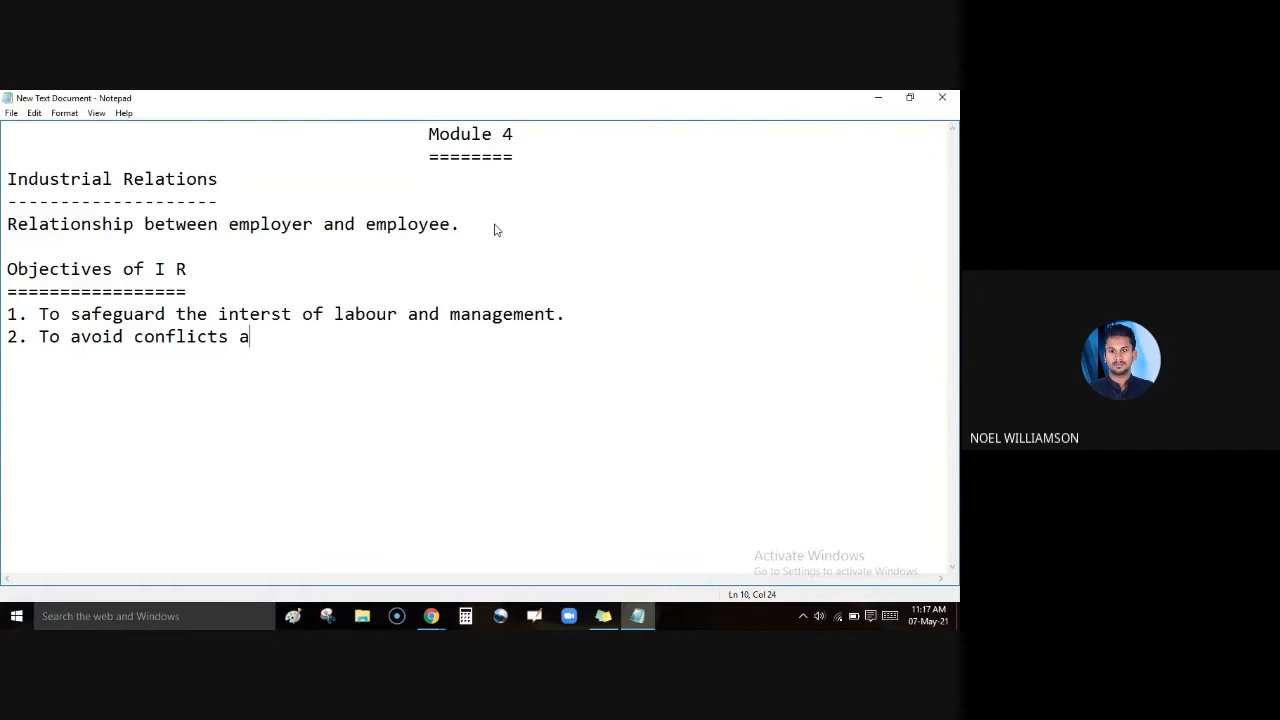 New Text Document - Notepad
File Edit Format View Help
Module 4
========
Industrial Relations
--------------------
Relationship between employer and employee.
Objectives of I R
=================
1. To safeguard the interst of labour and management.
2. To avoid conflicts a
Activate Windows
Go to Settings to activate Windows.
Ln 10, Col 24
NOEL WILLIAMSON
Search the web and Windows
11:17 AM
07-May-21